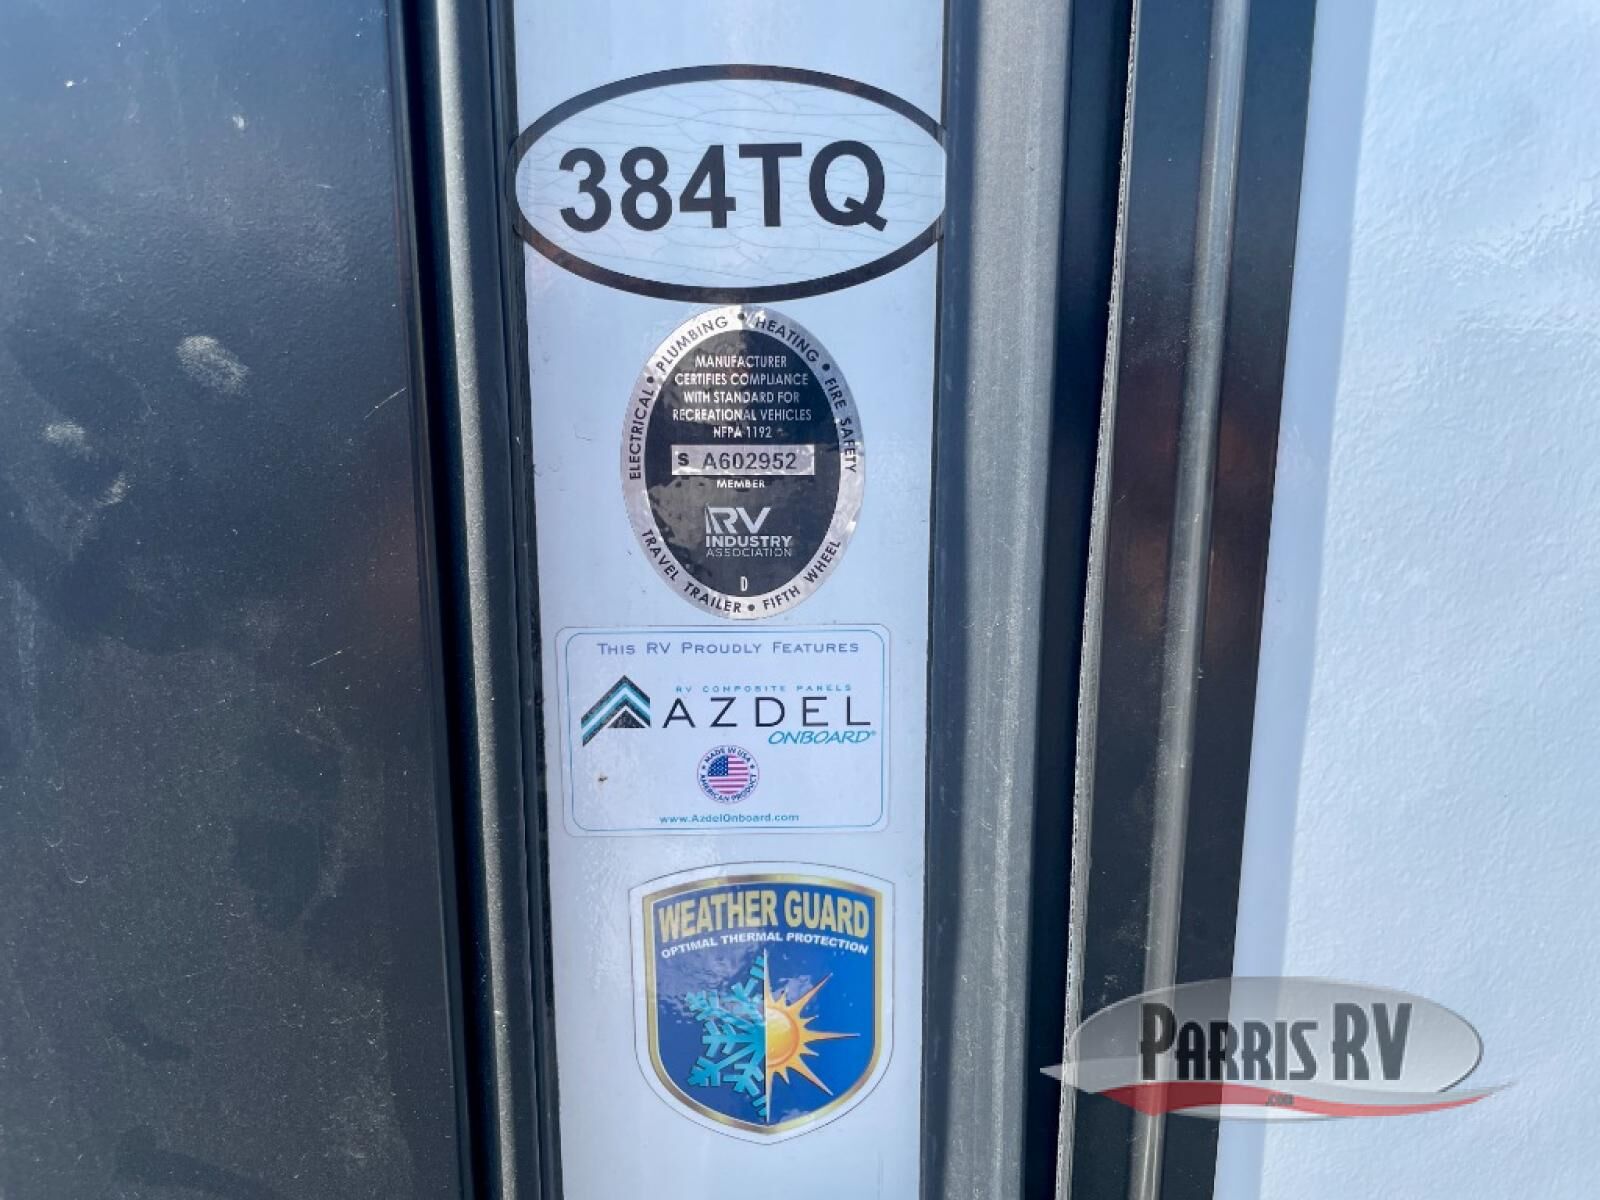 384TQ
ELECTRICAL • PLUMBING • HEATING • FIRE SAFETY
MANUFACTURER
CERTIFIES COMPLIANCE
WITH STANDARD FOR
RECREATIONAL VEHICLES
NFPA 1192
S A602952
MEMBER
RV
INDUSTRY
ASSOCIATION
D
TRAVEL TRAILER • FIFTH WHEEL
THIS RV PROUDLY FEATURES
RV COMPOSITE PANELS
AZDEL
ONBOARD®
MADE IN USA
AMERICAN PRODUCT
www.AzdelOnboard.com
WEATHER GUARD
OPTIMAL THERMAL PROTECTION
PARRIS RV
.com